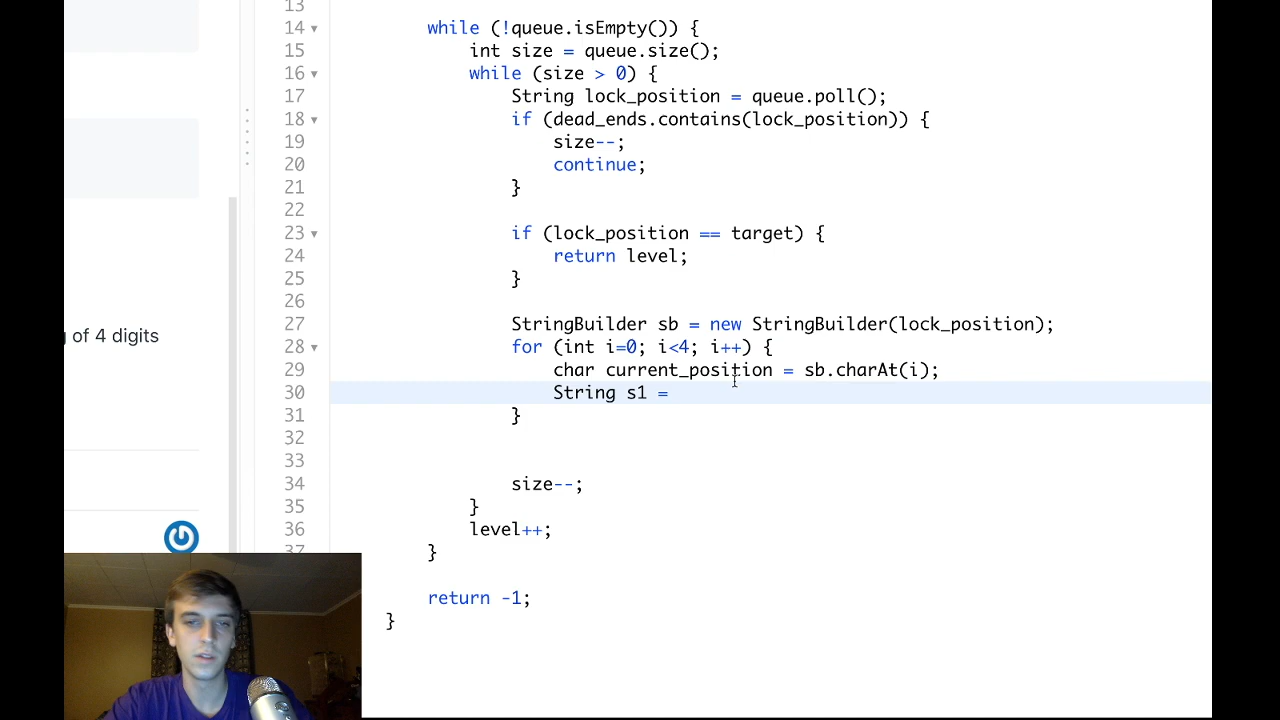 13
14 while (!queue.isEmpty()) {
15 int size = queue.size();
16 while (size > 0) {
17 String lock_position = queue.poll();
18 if (dead_ends.contains(lock_position)) {
19 size--;
20 continue;
21 }
22
23 if (lock_position == target) {
24 return level;
25 }
26
27 StringBuilder sb = new StringBuilder(lock_position);
28 for (int i=0; i<4; i++) {
29 char current_position = sb.charAt(i);
30 String s1 =
31 }
32
33
34 size--;
35 }
36 level++;
37 }
return -1;
}
of 4 digits